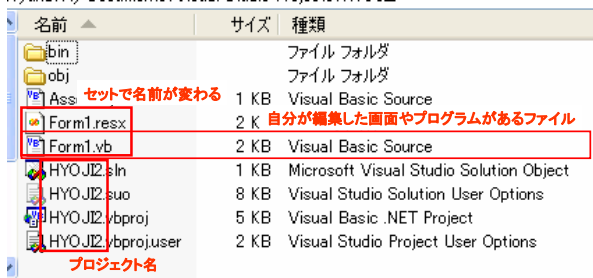 名前 サイズ 種類
bin ファイル フォルダ
obj ファイル フォルダ
セットで名前が変わる
Ass 1 KB Visual Basic Source
Form1.resx 2 K 自分が編集した画面やプログラムがあるファイル
Form1.vb 2 KB Visual Basic Source
HYOJI2.sln 1 KB Microsoft Visual Studio Solution Object
HYOJI2.suo 8 KB Visual Studio Solution User Options
HYOJI2.vbproj 5 KB Visual Basic .NET Project
HYOJI2.vbproj.user 2 KB Visual Studio Project User Options
プロジェクト名